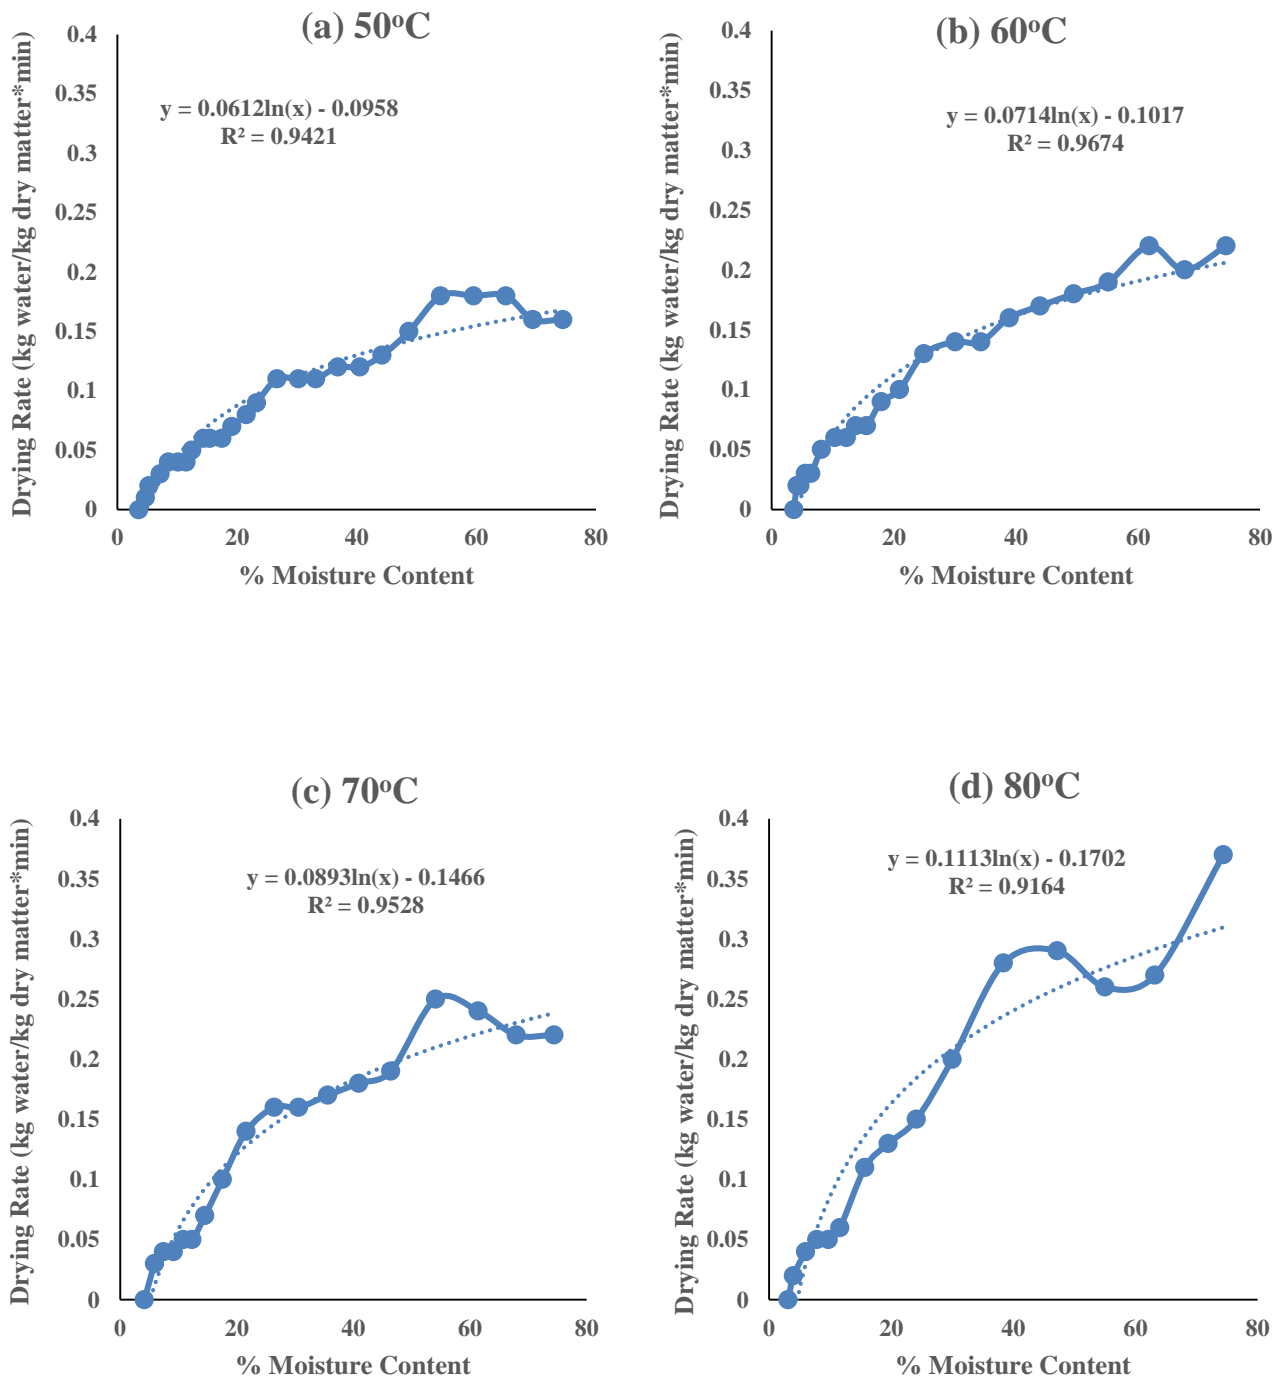 (a) 50°C
Drying Rate (kg water/kg dry matter*min)
0.4
0.35
0.3
0.25
0.2
0.15
0.1
0.05
0
y = 0.0612ln(x) - 0.0958
R² = 0.9421
0 20 40 60 80
% Moisture Content
(b) 60°C
Drying Rate (kg water/kg dry matter*min)
0.4
0.35
0.3
0.25
0.2
0.15
0.1
0.05
0
y = 0.0714ln(x) - 0.1017
R² = 0.9674
0 20 40 60 80
% Moisture Content
(c) 70°C
Drying Rate (kg water/kg dry matter*min)
0.4
0.35
0.3
0.25
0.2
0.15
0.1
0.05
0
y = 0.0893ln(x) - 0.1466
R² = 0.9528
0 20 40 60 80
% Moisture Content
(d) 80°C
Drying Rate (kg water/kg dry matter*min)
0.4
0.35
0.3
0.25
0.2
0.15
0.1
0.05
0
y = 0.1113ln(x) - 0.1702
R² = 0.9164
0 20 40 60 80
% Moisture Content